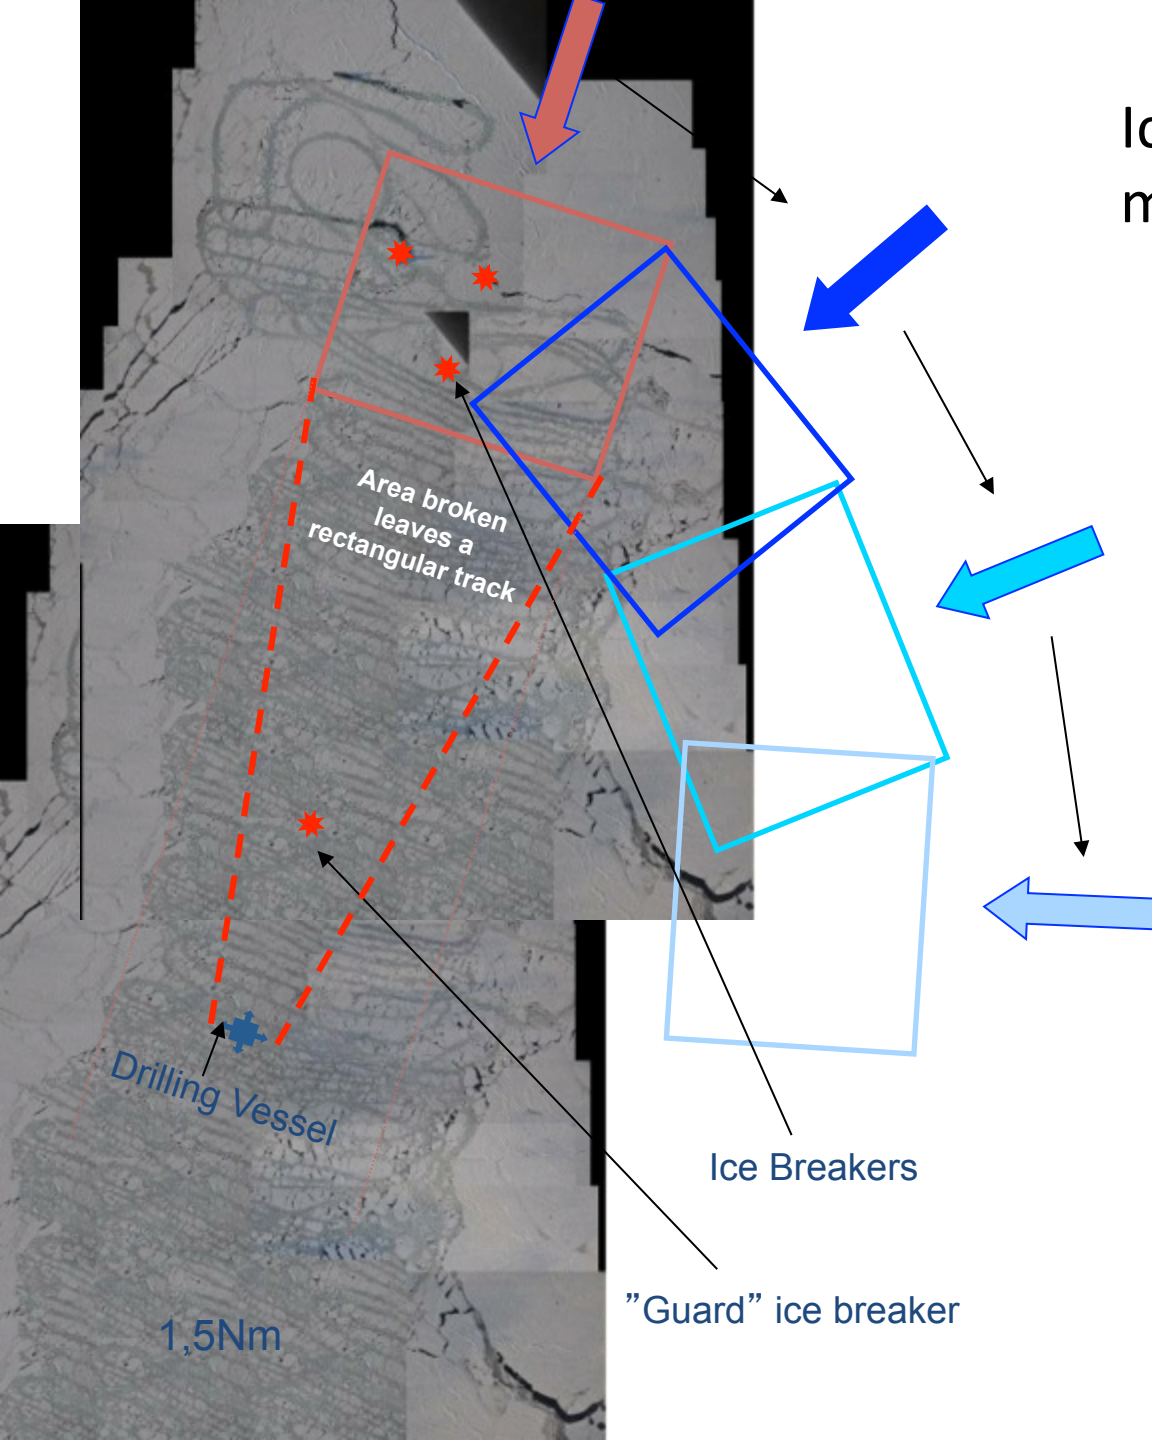 Area broken
leaves a
rectangular track
Drilling Vessel
Ice Breakers
”Guard” ice breaker
1,5Nm